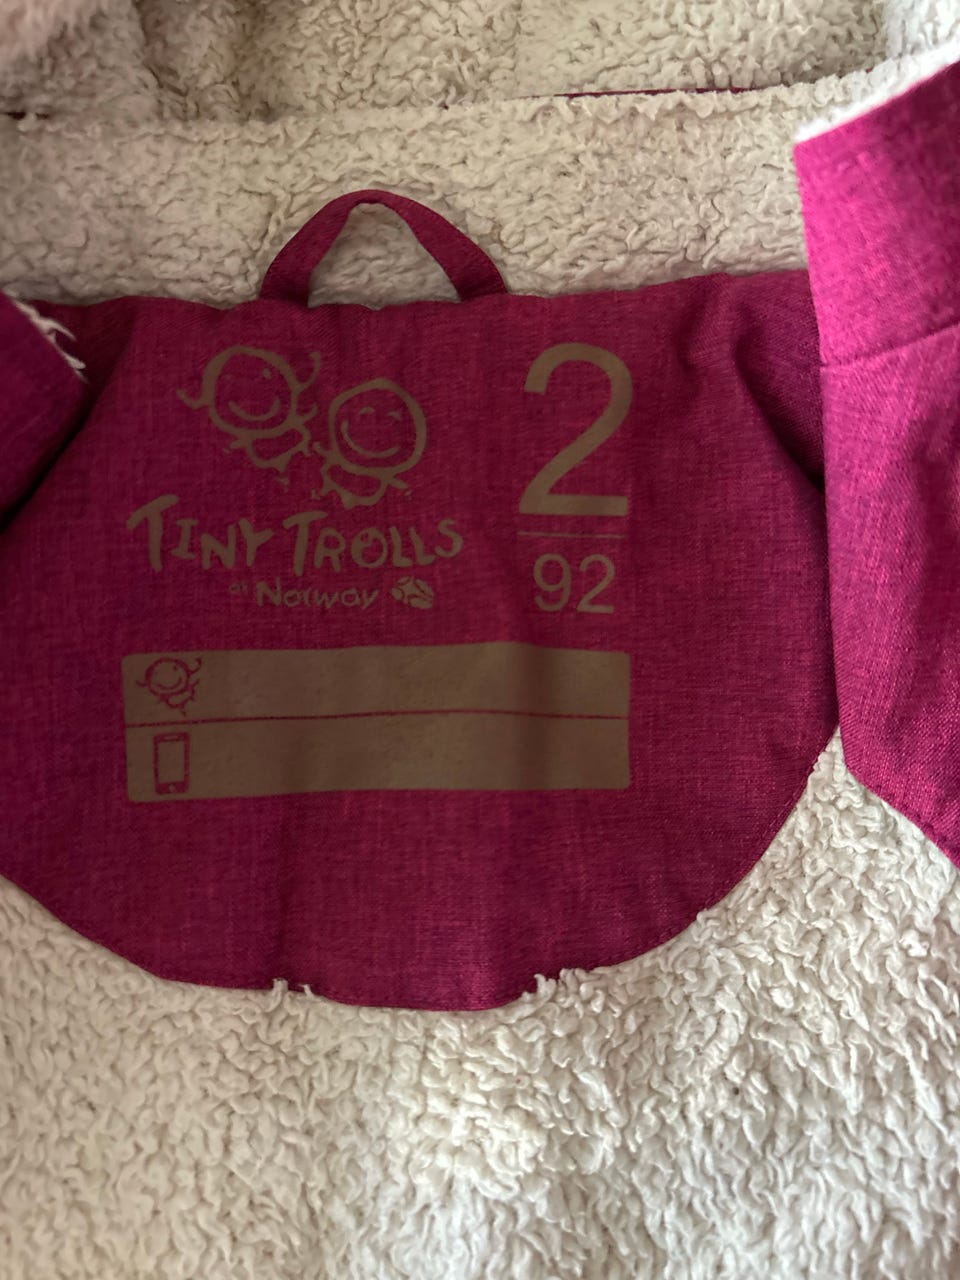 2
92
TINY TROLLS
of Norway